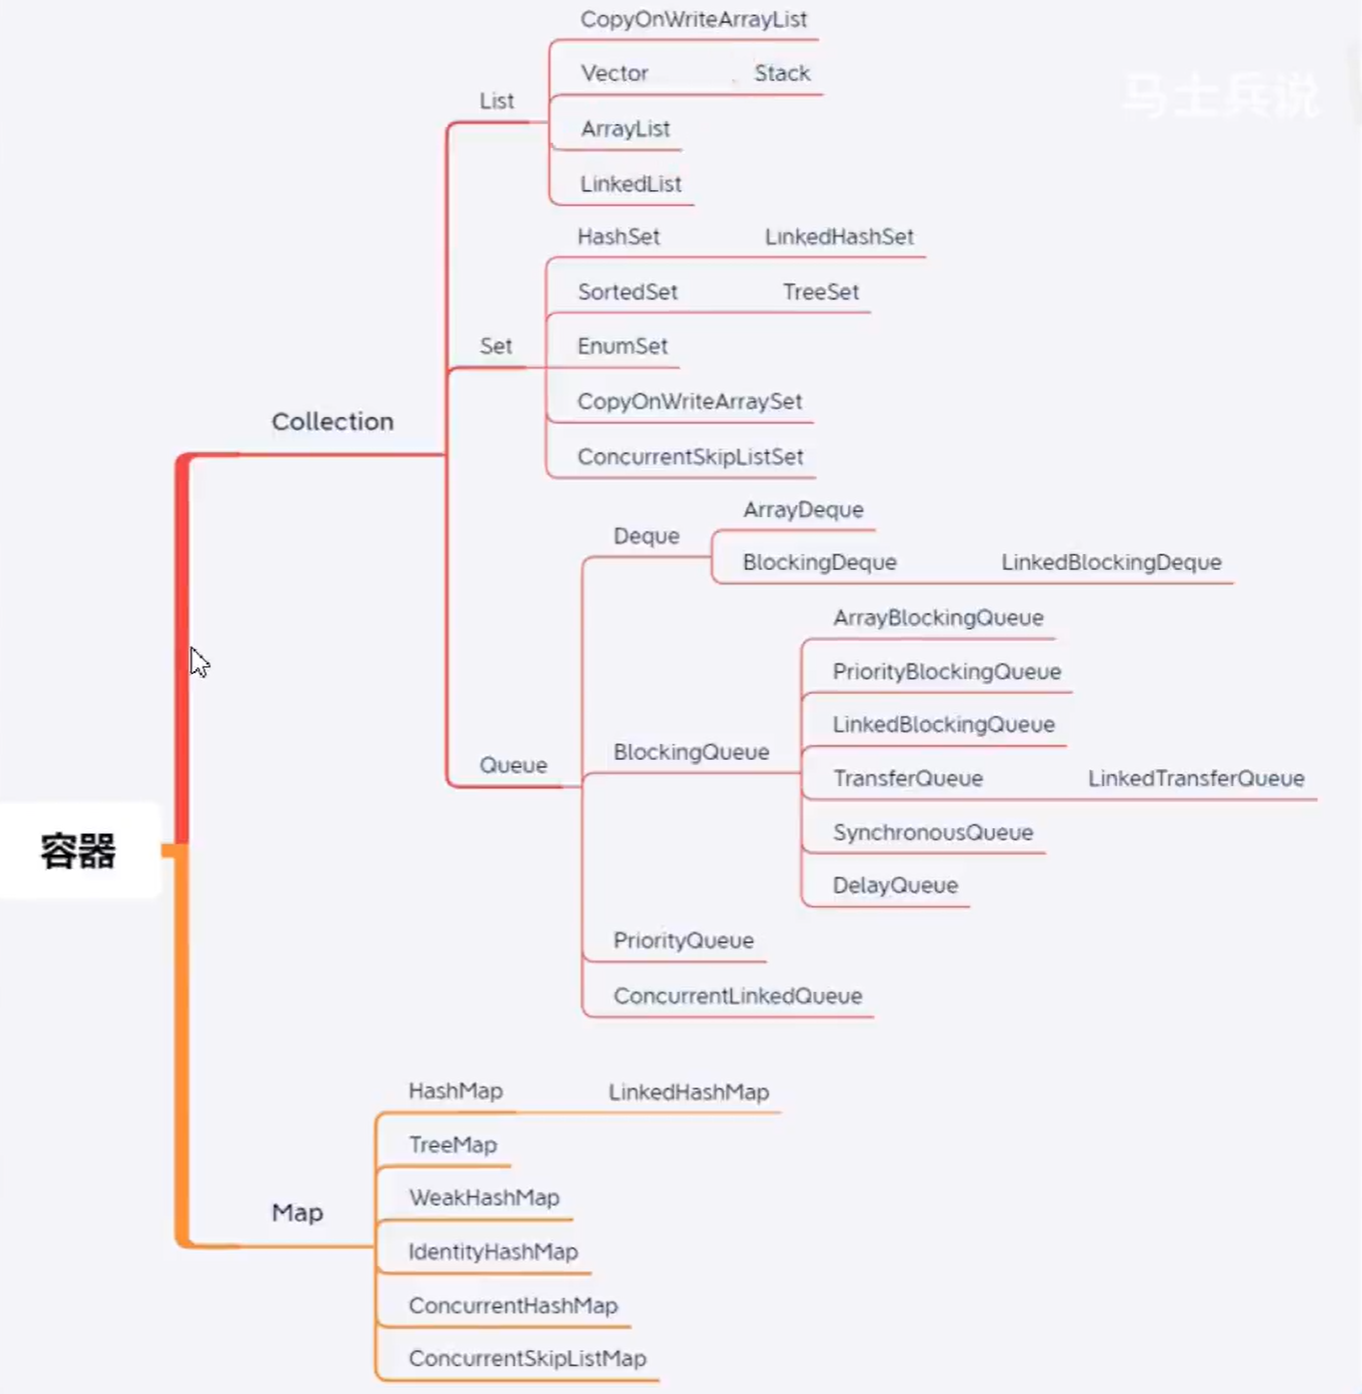 CopyOnWriteArrayList
Vector Stack
List
ArrayList
LinkedList
HashSet LinkedHashSet
SortedSet TreeSet
Set
EnumSet
CopyOnWriteArraySet
Collection
ConcurrentSkipListSet
ArrayDeque
Deque
BlockingDeque LinkedBlockingDeque
ArrayBlockingQueue
PriorityBlockingQueue
LinkedBlockingQueue
BlockingQueue
Queue
TransferQueue LinkedTransferQueue
SynchronousQueue
DelayQueue
PriorityQueue
ConcurrentLinkedQueue
容器
HashMap LinkedHashMap
TreeMap
WeakHashMap
Map
IdentityHashMap
ConcurrentHashMap
ConcurrentSkipListMap
马士兵说